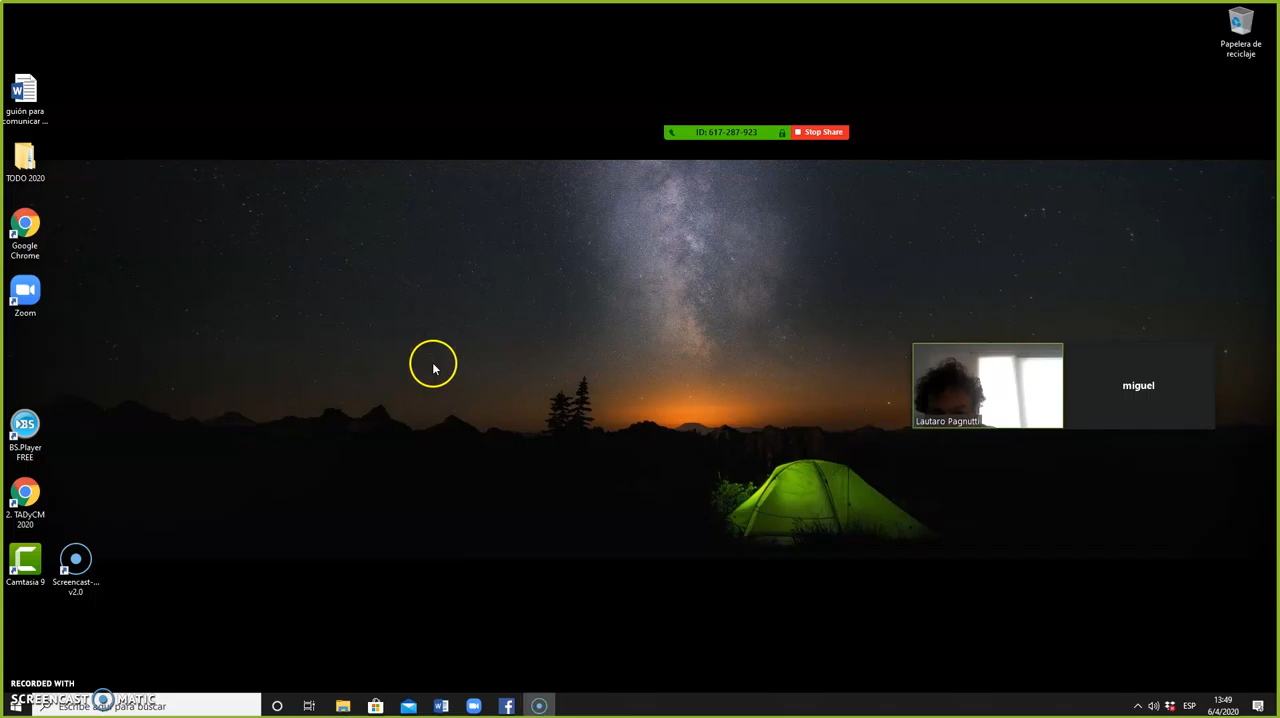 Papelera de
reciclaje
guión para
comunicar ...
ID: 617-287-923
Stop Share
TODO 2020
Google
Chrome
Zoom
miguel
Lautaro Pagnutti
BS.Player
FREE
2. TADyCM
2020
Camtasia 9
Screencast-...
v2.0
RECORDED WITH
SCREENCAST MATIC
Escribe aquí para buscar
ESP
13:49
6/4/2020